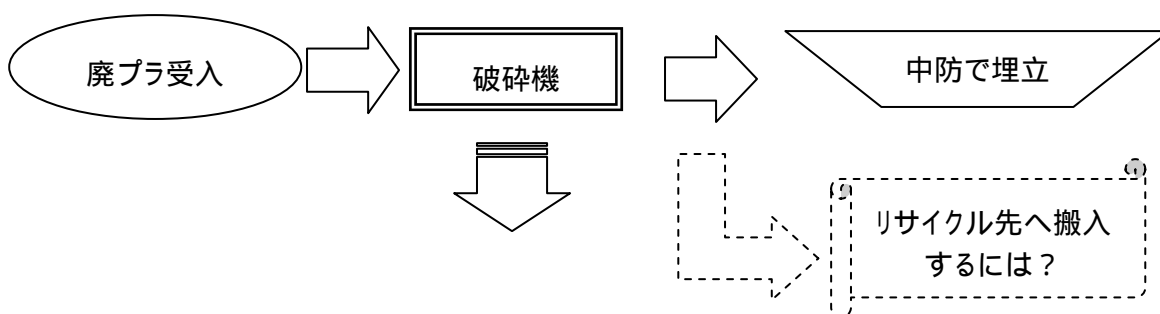 廃プラ受入
破砕機
中防で埋立
リサイクル先へ搬入
するには？